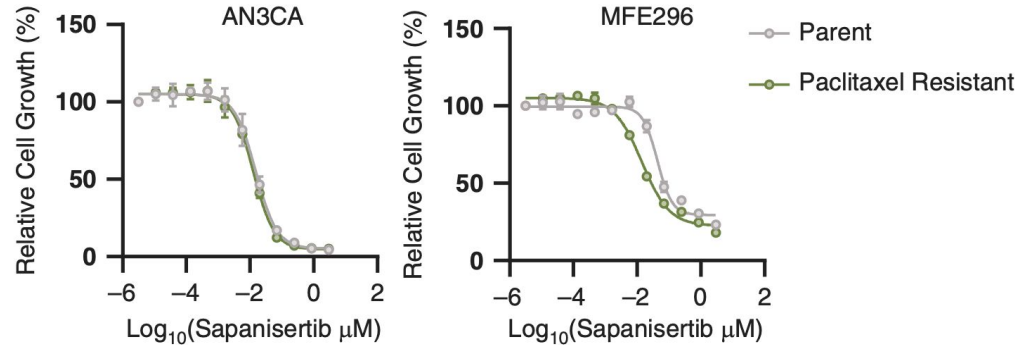 AN3CA
Relative Cell Growth (%)
150
100
50
0
–6 –4 –2 0 2
Log10(Sapanisertib μM)
MFE296
Relative Cell Growth (%)
150
100
50
0
–6 –4 –2 0 2
Log10(Sapanisertib μM)
Parent
Paclitaxel Resistant